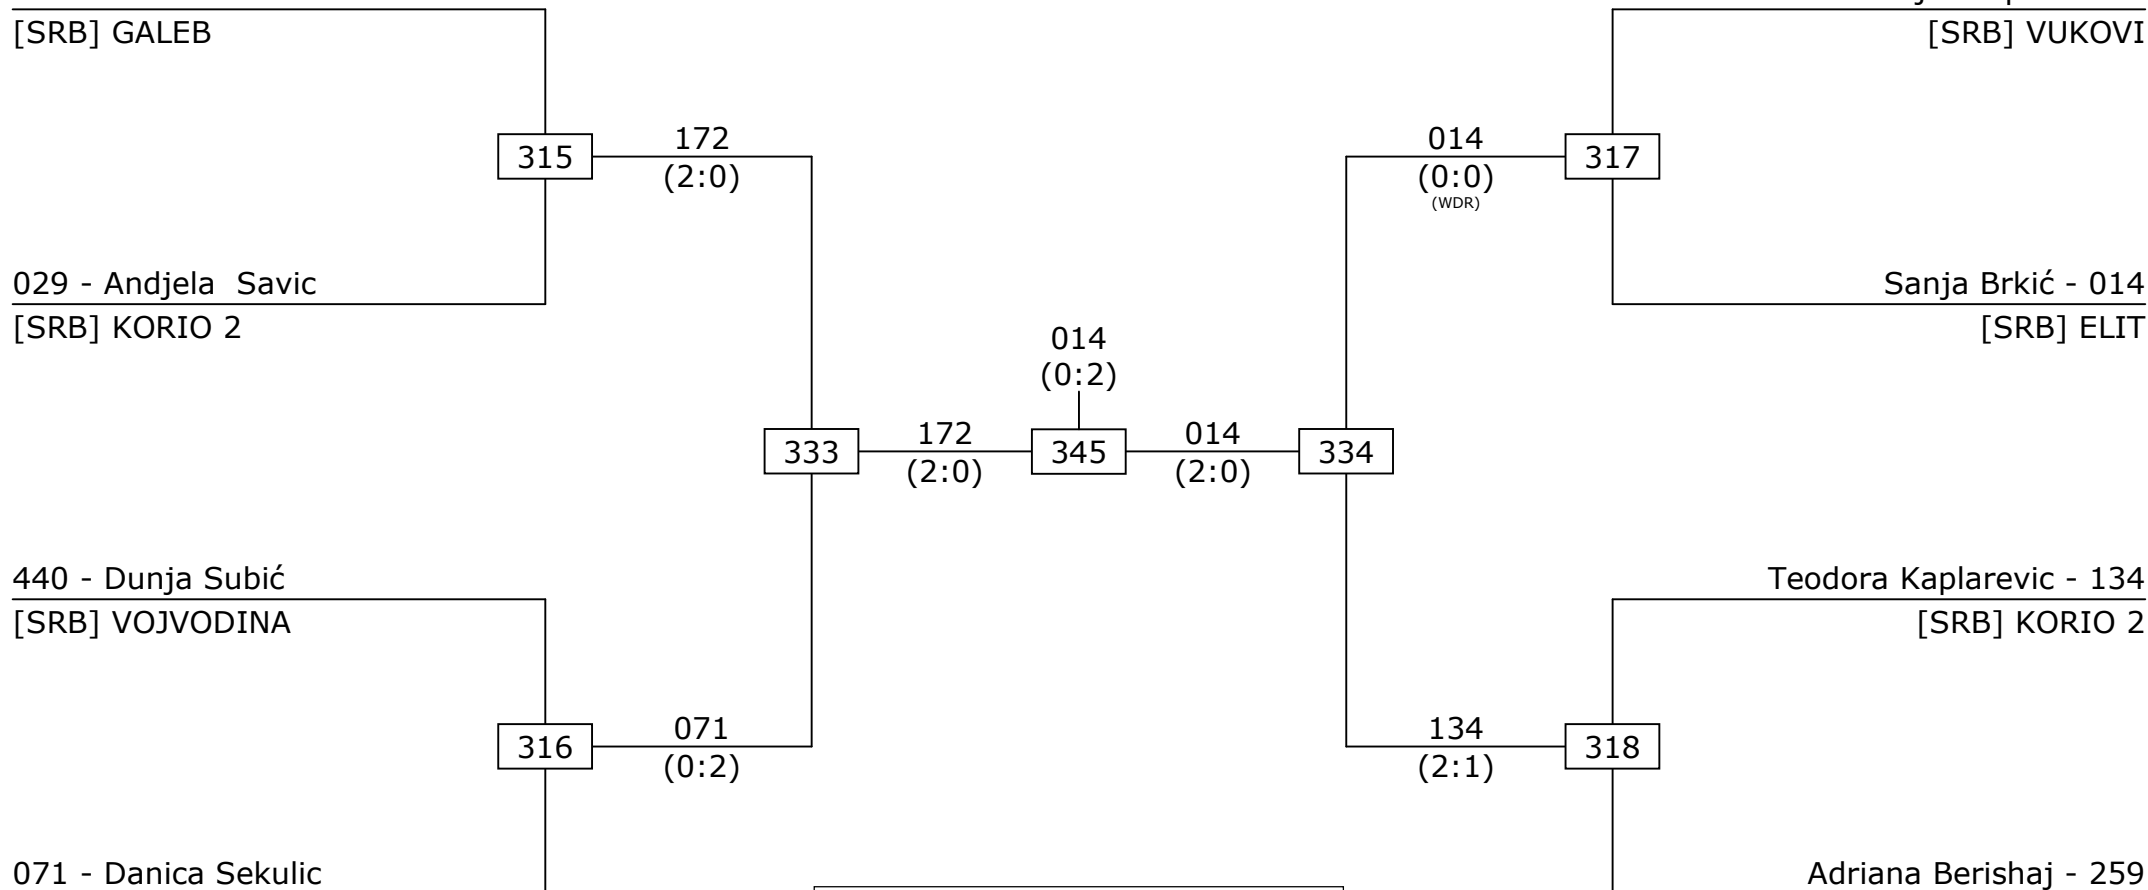 [SRB] GALEB
[SRB] VUKOVI
315
172
(2:0)
014
(0:0)
(WDR)
317
029 - Andjela  Savic
[SRB] KORIO 2
Sanja Brkić - 014
[SRB] ELIT
014
(0:2)
333
172
(2:0)
345
014
(2:0)
334
440 - Dunja Subić
[SRB] VOJVODINA
Teodora Kaplarevic - 134
[SRB] KORIO 2
316
071
(0:2)
134
(2:1)
318
071 - Danica Sekulic
Adriana Berishaj - 259